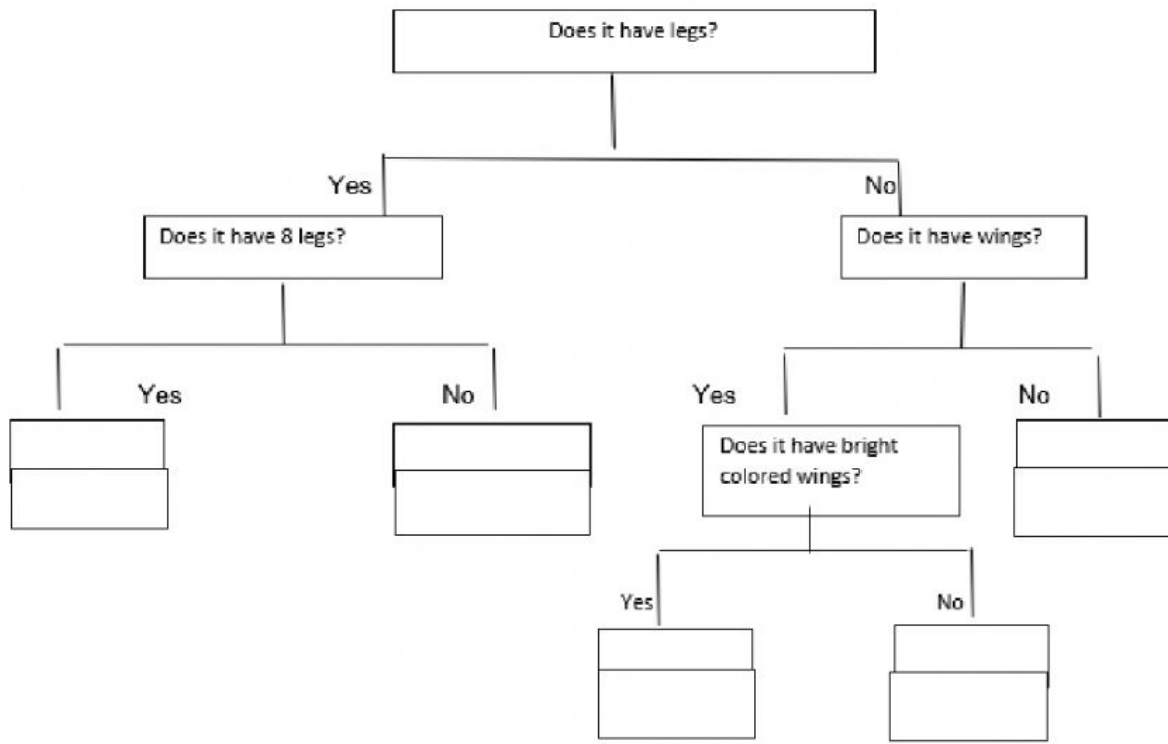 Does it have legs?
Yes
No
Does it have 8 legs?
Does it have wings?
Yes
No
Yes
No
Does it have bright
colored wings?
Yes
No